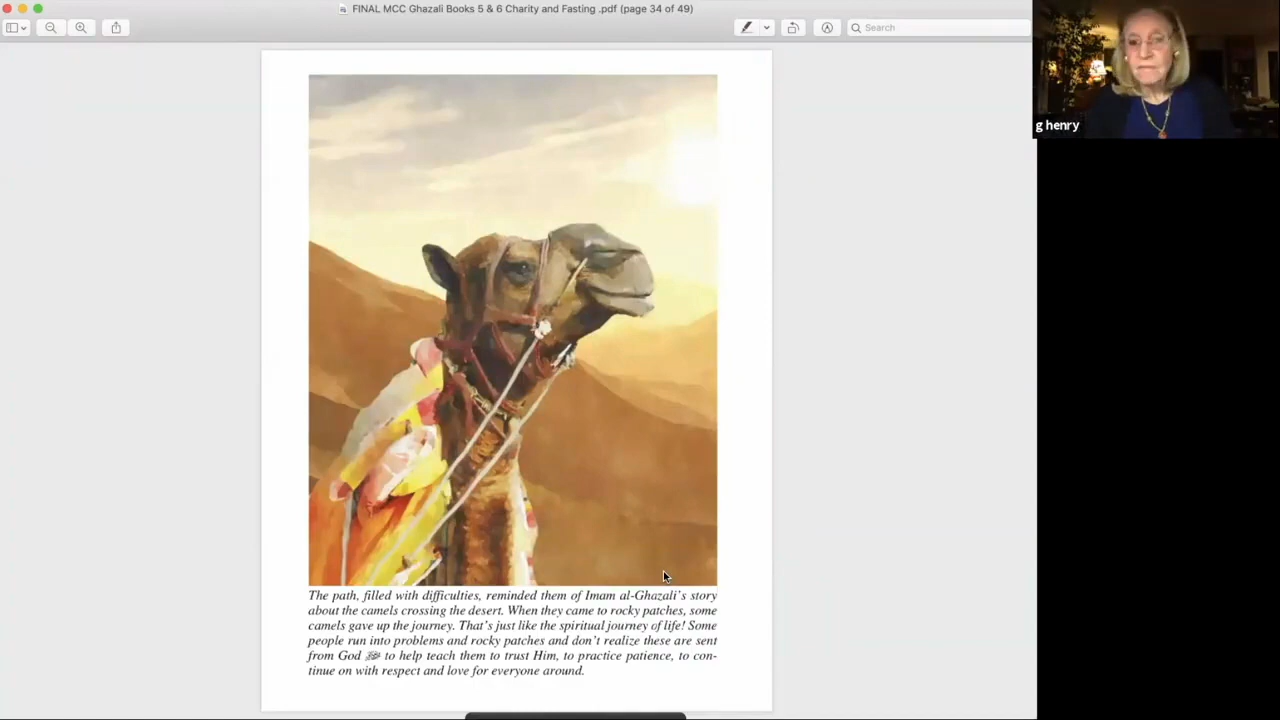 FINAL MCC Ghazali Books 5 & 6 Charity and Fasting .pdf (page 34 of 49)
Search
g henry
The path, filled with difficulties, reminded them of Imam al-Ghazali's story
about the camels crossing the desert. When they came to rocky patches, some
camels gave up the journey. That's just like the spiritual journey of life! Some
people run into problems and rocky patches and don't realize these are sent
from God to help teach them to trust Him, to practice patience, to con-
tinue on with respect and love for everyone around.